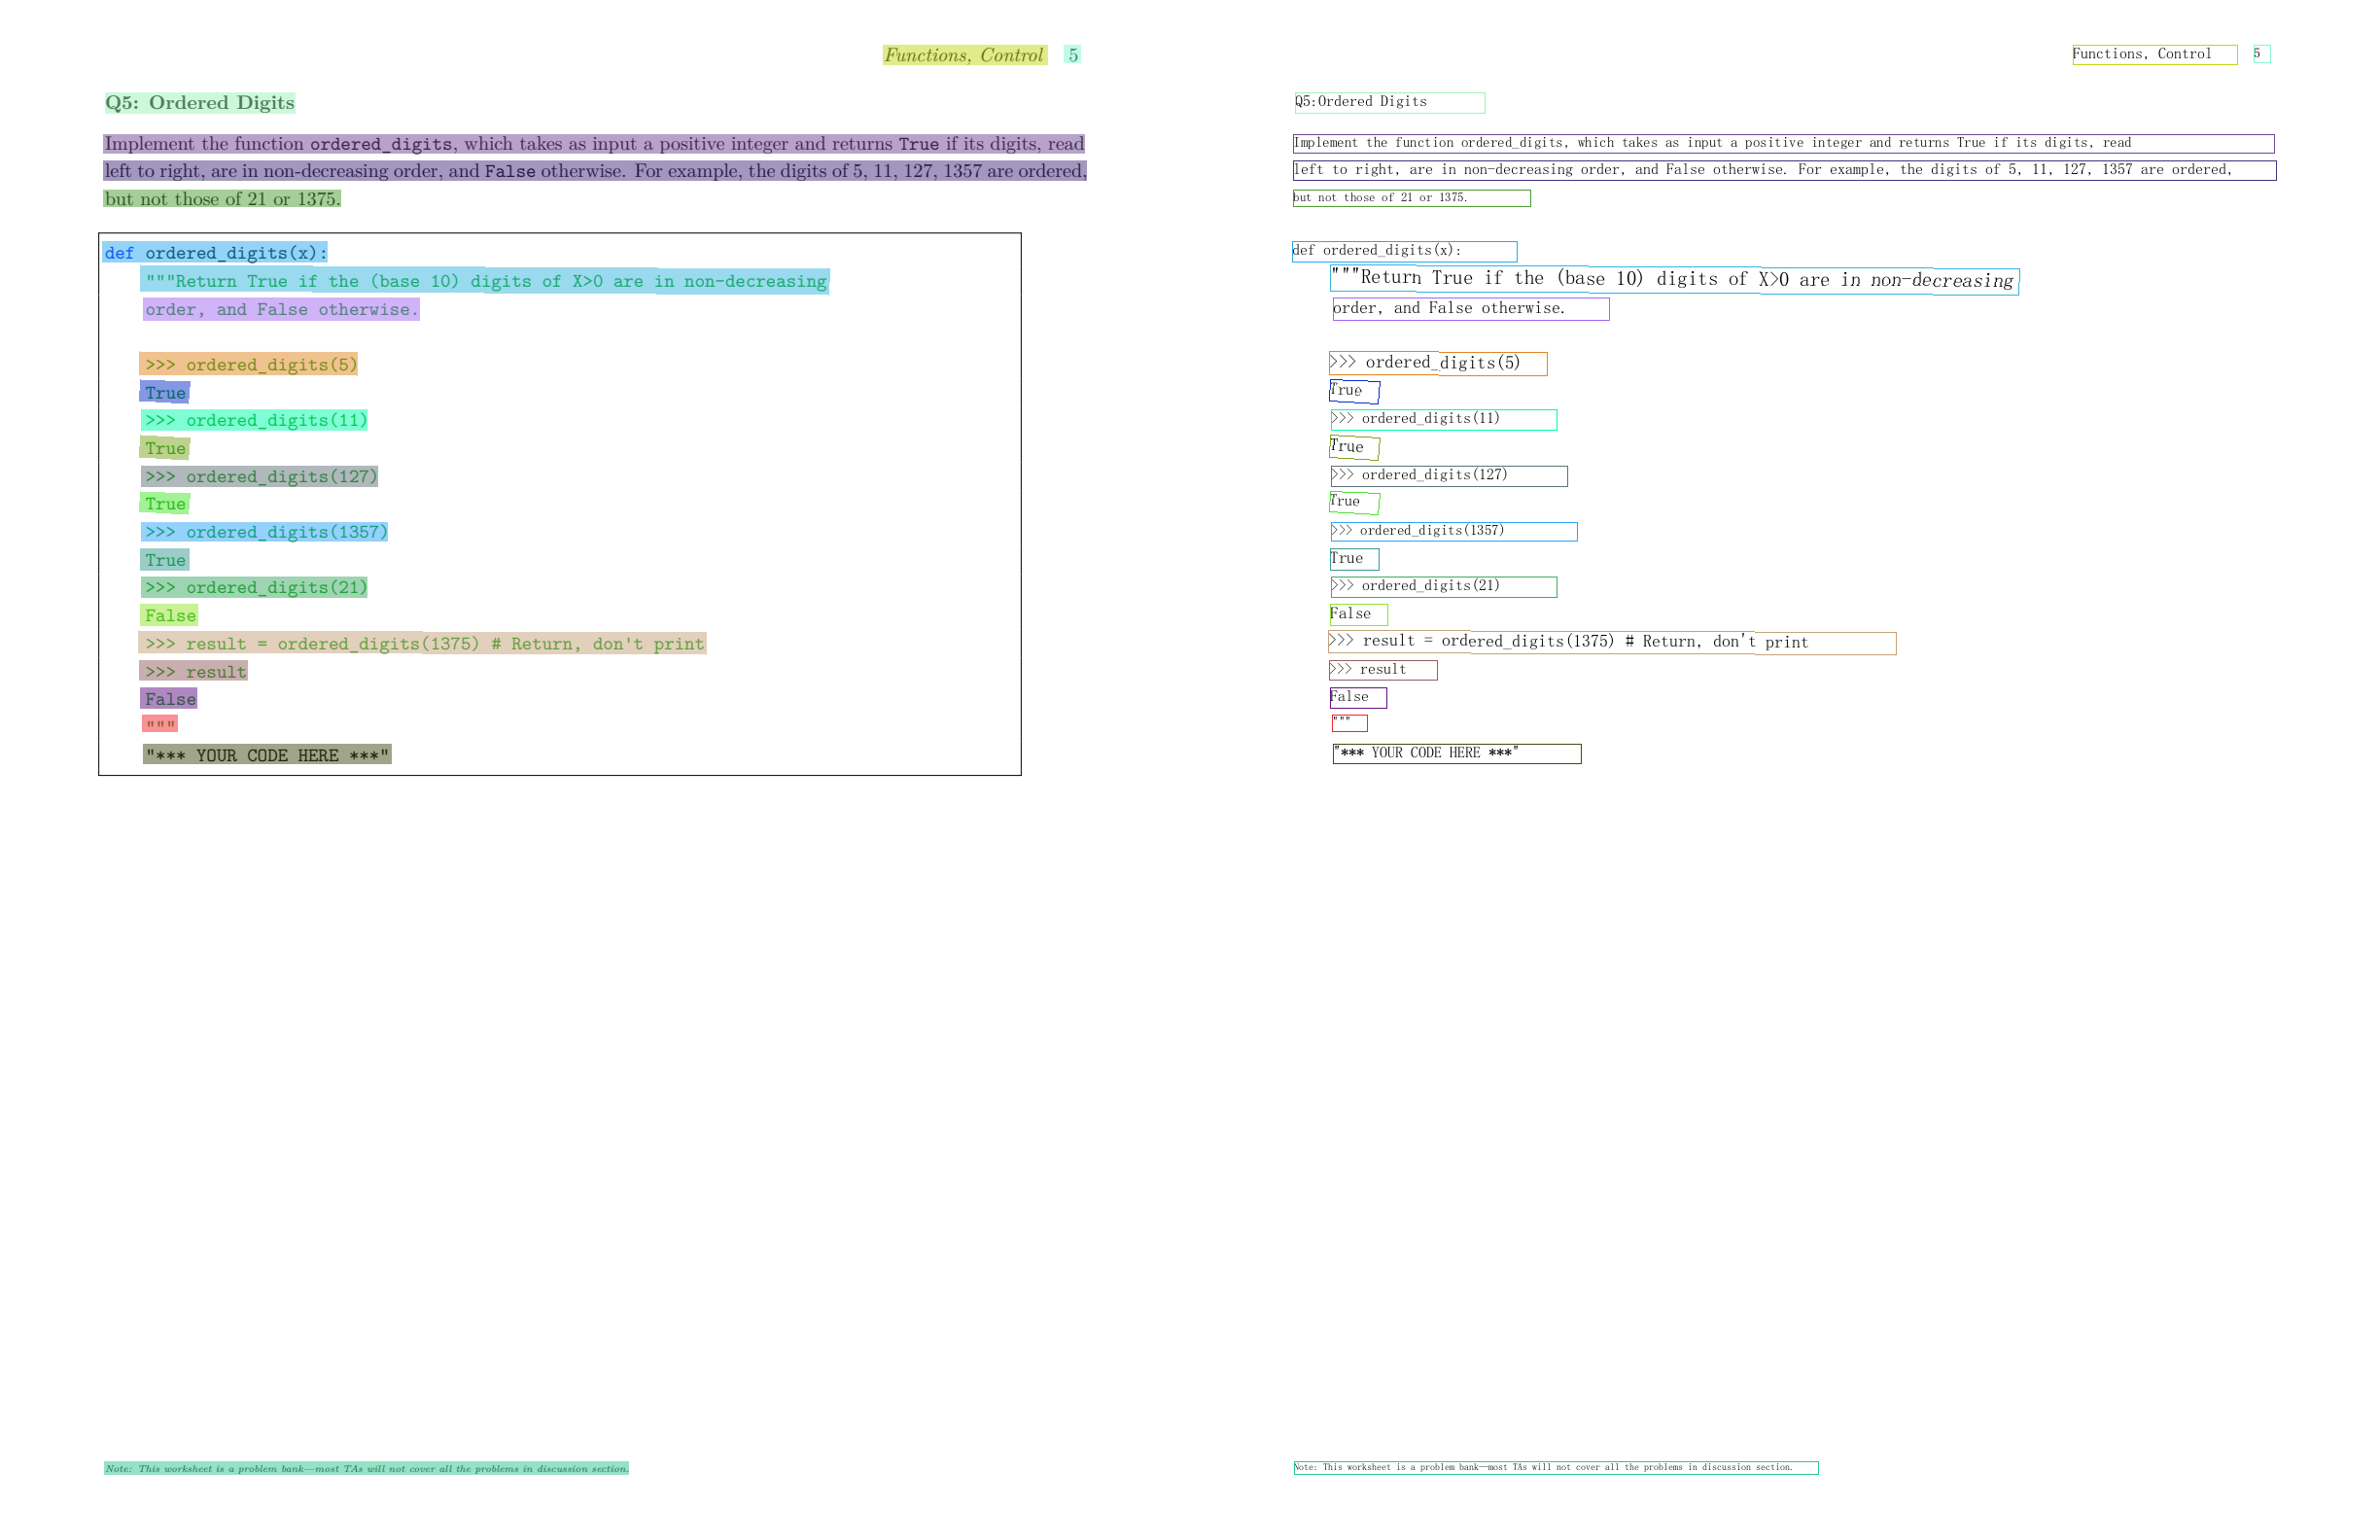 Functions, Control 5
Q5: Ordered Digits
Implement the function ordered_digits, which takes as input a positive integer and returns True if its digits, read
left to right, are in non-decreasing order, and False otherwise. For example, the digits of 5, 11, 127, 1357 are ordered,
but not those of 21 or 1375.
def ordered_digits(x):
"""Return True if the (base 10) digits of X>0 are in non-decreasing
order, and False otherwise.
>>> ordered_digits(5)
True
>>> ordered_digits(11)
True
>>> ordered_digits(127)
True
>>> ordered_digits(1357)
True
>>> ordered_digits(21)
False
>>> result = ordered_digits(1375) # Return, don't print
>>> result
False
"""
"*** YOUR CODE HERE ***"
Note: This worksheet is a problem bank—most TAs will not cover all the problems in discussion section.
Functions, Control 5
Q5:Ordered Digits
Implement the function ordered_digits, which takes as input a positive integer and returns True if its digits, read
left to right, are in non-decreasing order, and False otherwise. For example, the digits of 5, 11, 127, 1357 are ordered,
but not those of 21 or 1375.
def ordered_digits(x):
"""Return True if the (base 10) digits of X>0 are in non-decreasing
order, and False otherwise.
>>> ordered_digits(5)
True
>>> ordered_digits(11)
True
>>> ordered_digits(127)
True
>>> ordered_digits(1357)
True
>>> ordered_digits(21)
False
>>> result = ordered_digits(1375) # Return, don't print
>>> result
False
"""
"*** YOUR CODE HERE ***"
Note: This worksheet is a problem bank—most TAs will not cover all the problems in discussion section.